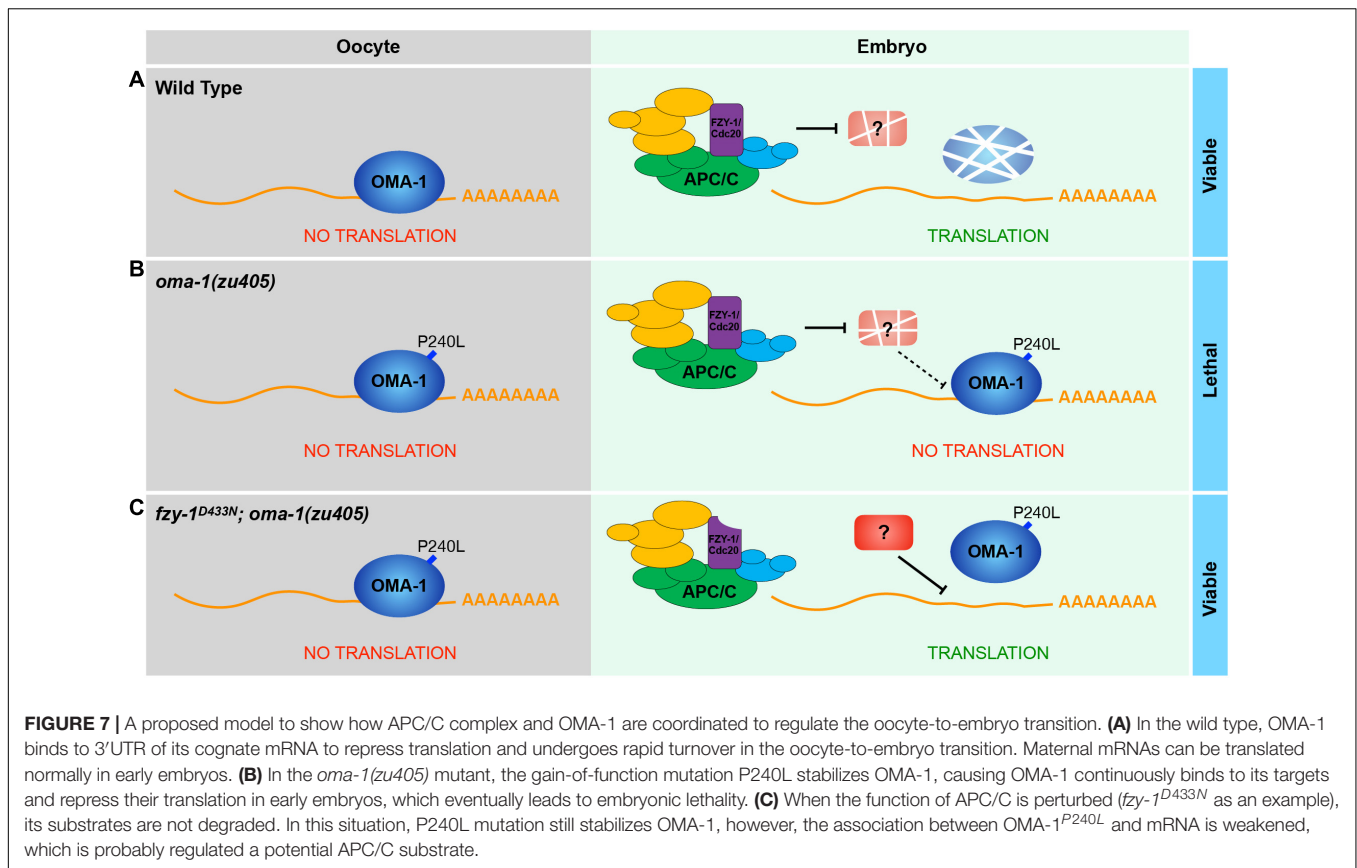 Oocyte
Embryo
A
Wild Type
OMA-1
AAAAAAAA
NO TRANSLATION
FZY-1/
Cdc20
APC/C
?
AAAAAAAA
TRANSLATION
Viable
B
oma-1(zu405)
P240L
OMA-1
AAAAAAAA
NO TRANSLATION
FZY-1/
Cdc20
APC/C
?
P240L
OMA-1
AAAAAAAA
NO TRANSLATION
Lethal
C
fzy-1D433N; oma-1(zu405)
P240L
OMA-1
AAAAAAAA
NO TRANSLATION
FZY-1/
Cdc20
APC/C
?
P240L
OMA-1
AAAAAAAA
TRANSLATION
Viable
FIGURE 7 | A proposed model to show how APC/C complex and OMA-1 are coordinated to regulate the oocyte-to-embryo transition. (A) In the wild type, OMA-1
binds to 3′UTR of its cognate mRNA to repress translation and undergoes rapid turnover in the oocyte-to-embryo transition. Maternal mRNAs can be translated
normally in early embryos. (B) In the oma-1(zu405) mutant, the gain-of-function mutation P240L stabilizes OMA-1, causing OMA-1 continuously binds to its targets
and repress their translation in early embryos, which eventually leads to embryonic lethality. (C) When the function of APC/C is perturbed (fzy-1D433N as an example),
its substrates are not degraded. In this situation, P240L mutation still stabilizes OMA-1, however, the association between OMA-1P240L and mRNA is weakened,
which is probably regulated a potential APC/C substrate.